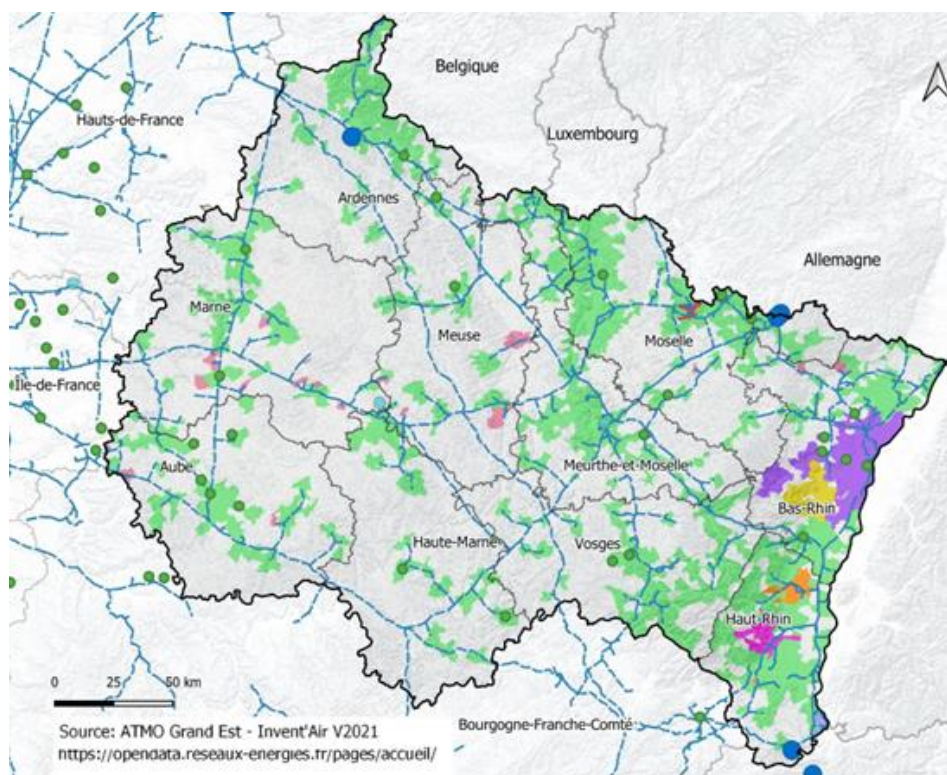 Belgique
Hauts-de-France
Luxembourg
Ardennes
Allemagne
Marne
Meuse
Moselle
Île-de-France
Aube
Meurthe-et-Moselle
Bas-Rhin
Haute-Marne
Vosges
Haut-Rhin
0 25 50 km
Bourgogne-Franche-Comté
Source: ATMO Grand Est - Invent'Air V2021
https://opendata.reseaux-energies.fr/pages/accueil/